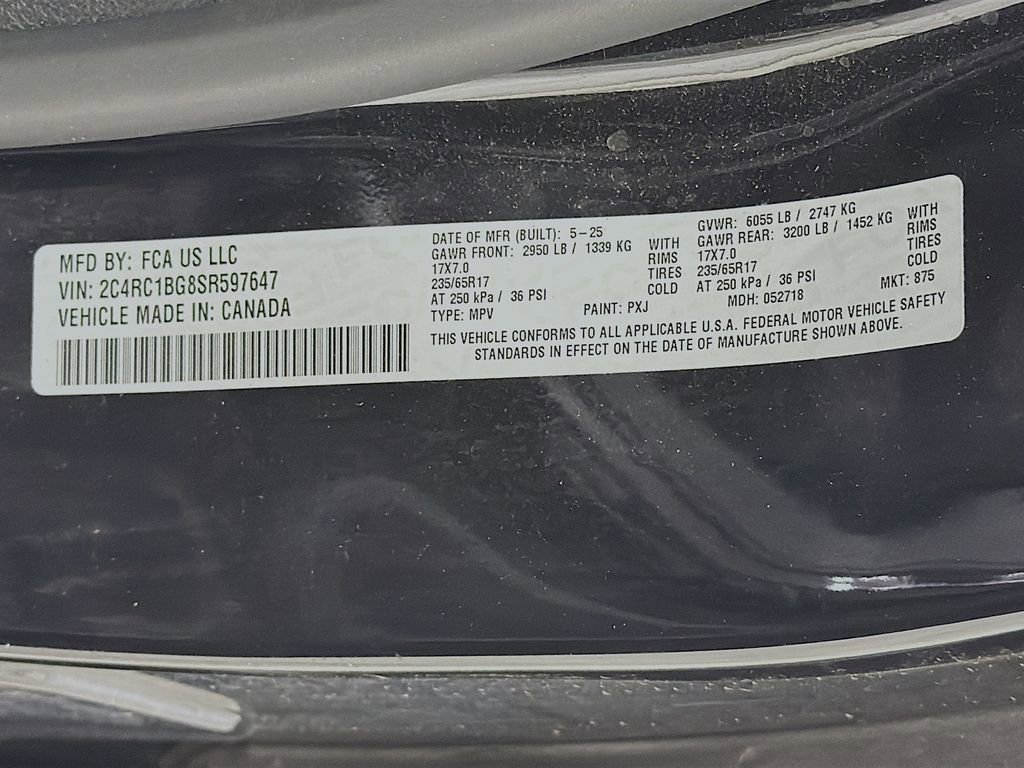 MFD BY: FCA US LLC
VIN: 2C4RC1BG8SR597647
VEHICLE MADE IN: CANADA
DATE OF MFR (BUILT): 5-25
GAWR FRONT: 2950 LB / 1339 KG WITH
17X7.0 RIMS
235/65R17 TIRES
AT 250 kPa / 36 PSI COLD
TYPE: MPV PAINT: PXJ
GVWR: 6055 LB / 2747 KG
GAWR REAR: 3200 LB / 1452 KG WITH
17X7.0 RIMS
235/65R17 TIRES
AT 250 kPa / 36 PSI COLD
MDH: 052718 MKT: 875
THIS VEHICLE CONFORMS TO ALL APPLICABLE U.S.A. FEDERAL MOTOR VEHICLE SAFETY
STANDARDS IN EFFECT ON THE DATE OF MANUFACTURE SHOWN ABOVE.